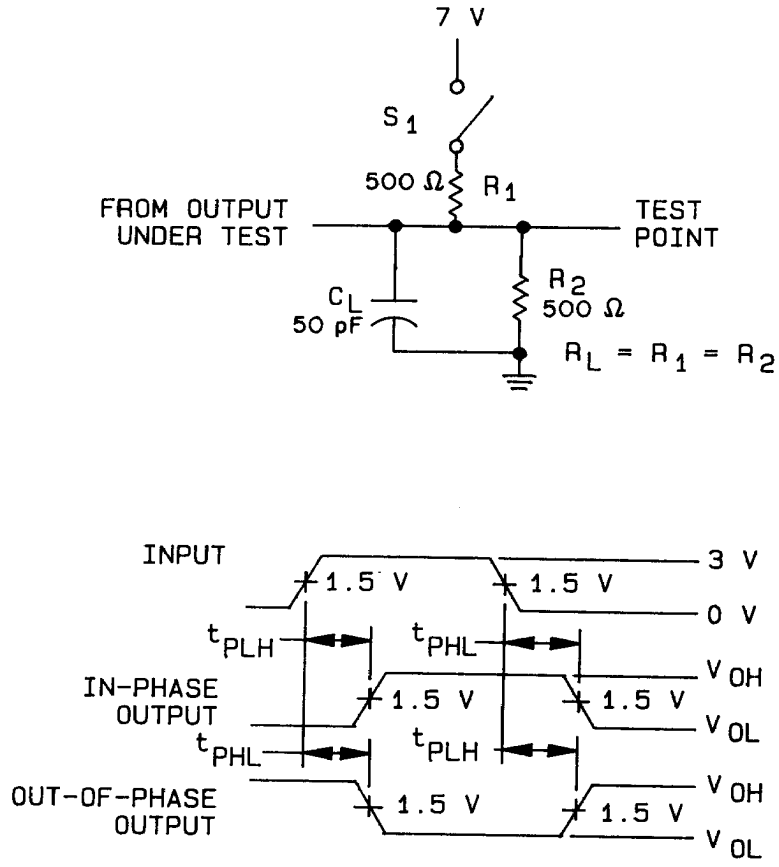 7 V
S1
500 Ω R1
FROM OUTPUT
UNDER TEST
TEST
POINT
CL
50 pF
R2
500 Ω
RL = R1 = R2
INPUT
3 V
1.5 V
1.5 V
0 V
tPLH
tPHL
VOH
IN-PHASE
OUTPUT
1.5 V
1.5 V
VOL
tPHL
tPLH
VOH
OUT-OF-PHASE
OUTPUT
1.5 V
1.5 V
VOL